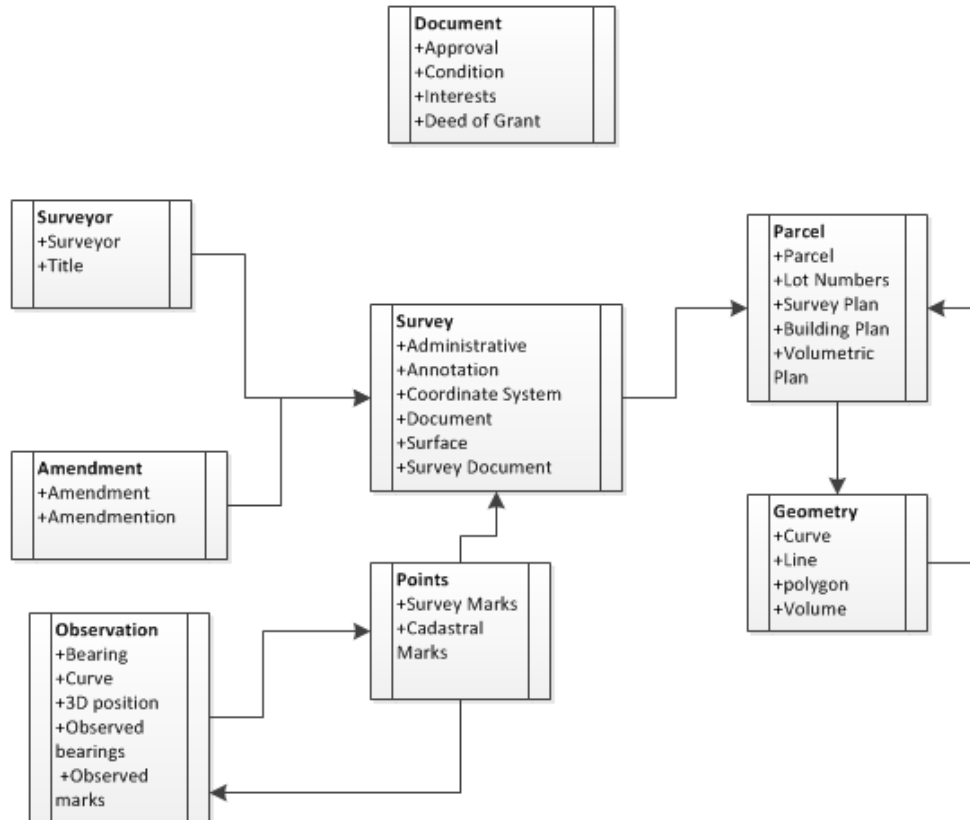 Document
+Approval
+Condition
+Interests
+Deed of Grant
Surveyor
+Surveyor
+Title
Parcel
+Parcel
+Lot Numbers
+Survey Plan
+Building Plan
+Volumetric
Plan
Survey
+Administrative
+Annotation
+Coordinate System
+Document
+Surface
+Survey Document
Amendment
+Amendment
+Amendmention
Geometry
+Curve
+Line
+polygon
+Volume
Points
+Survey Marks
+Cadastral
Marks
Observation
+Bearing
+Curve
+3D position
+Observed
bearings
+Observed
marks